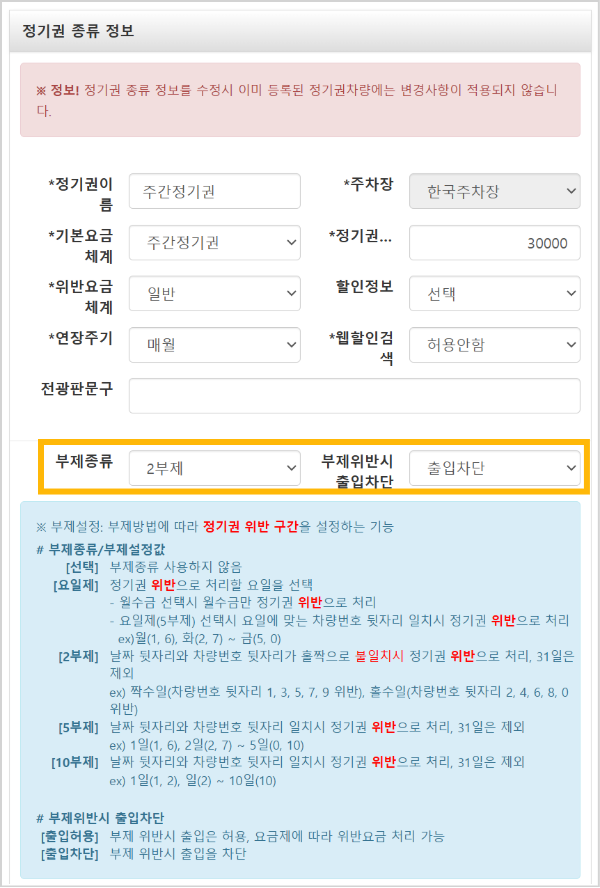 정기권 종류 정보
※ 정보! 정기권 종류 정보를 수정시 이미 등록된 정기권차량에는 변경사항이 적용되지 않습니
다.
*정기권이
름
주간정기권
*주차장
한국주차장
*기본요금
체계
주간정기권
*정기권...
30000
*위반요금
체계
일반
할인정보
선택
*연장주기
매월
*웹할인검
색
허용안함
전광판문구
부제종류
2부제
부제위반시
출입차단
출입차단
※ 부제설정: 부제방법에 따라 정기권 위반 구간을 설정하는 기능
# 부제종류/부제설정값
[선택] 부제종류 사용하지 않음
[요일제] 정기권 위반으로 처리할 요일을 선택
- 월수금 선택시 월수금만 정기권 위반으로 처리
- 요일제(5부제) 선택시 요일에 맞는 차량번호 뒷자리 일치시 정기권 위반으로 처리
ex)월(1, 6), 화(2, 7) ~ 금(5, 0)
[2부제] 날짜 뒷자리와 차량번호 뒷자리가 홀짝으로 불일치시 정기권 위반으로 처리, 31일은
제외
ex) 짝수일(차량번호 뒷자리 1, 3, 5, 7, 9 위반), 홀수일(차량번호 뒷자리 2, 4, 6, 8, 0
위반)
[5부제] 날짜 뒷자리와 차량번호 뒷자리 일치시 정기권 위반으로 처리, 31일은 제외
ex) 1일(1, 6), 2일(2, 7) ~ 5일(0, 10)
[10부제] 날짜 뒷자리와 차량번호 뒷자리 일치시 정기권 위반으로 처리, 31일은 제외
ex) 1일(1, 2), 일(2) ~ 10일(10)
# 부제위반시 출입차단
[출입허용] 부제 위반시 출입은 허용, 요금제에 따라 위반요금 처리 가능
[출입차단] 부제 위반시 출입을 차단